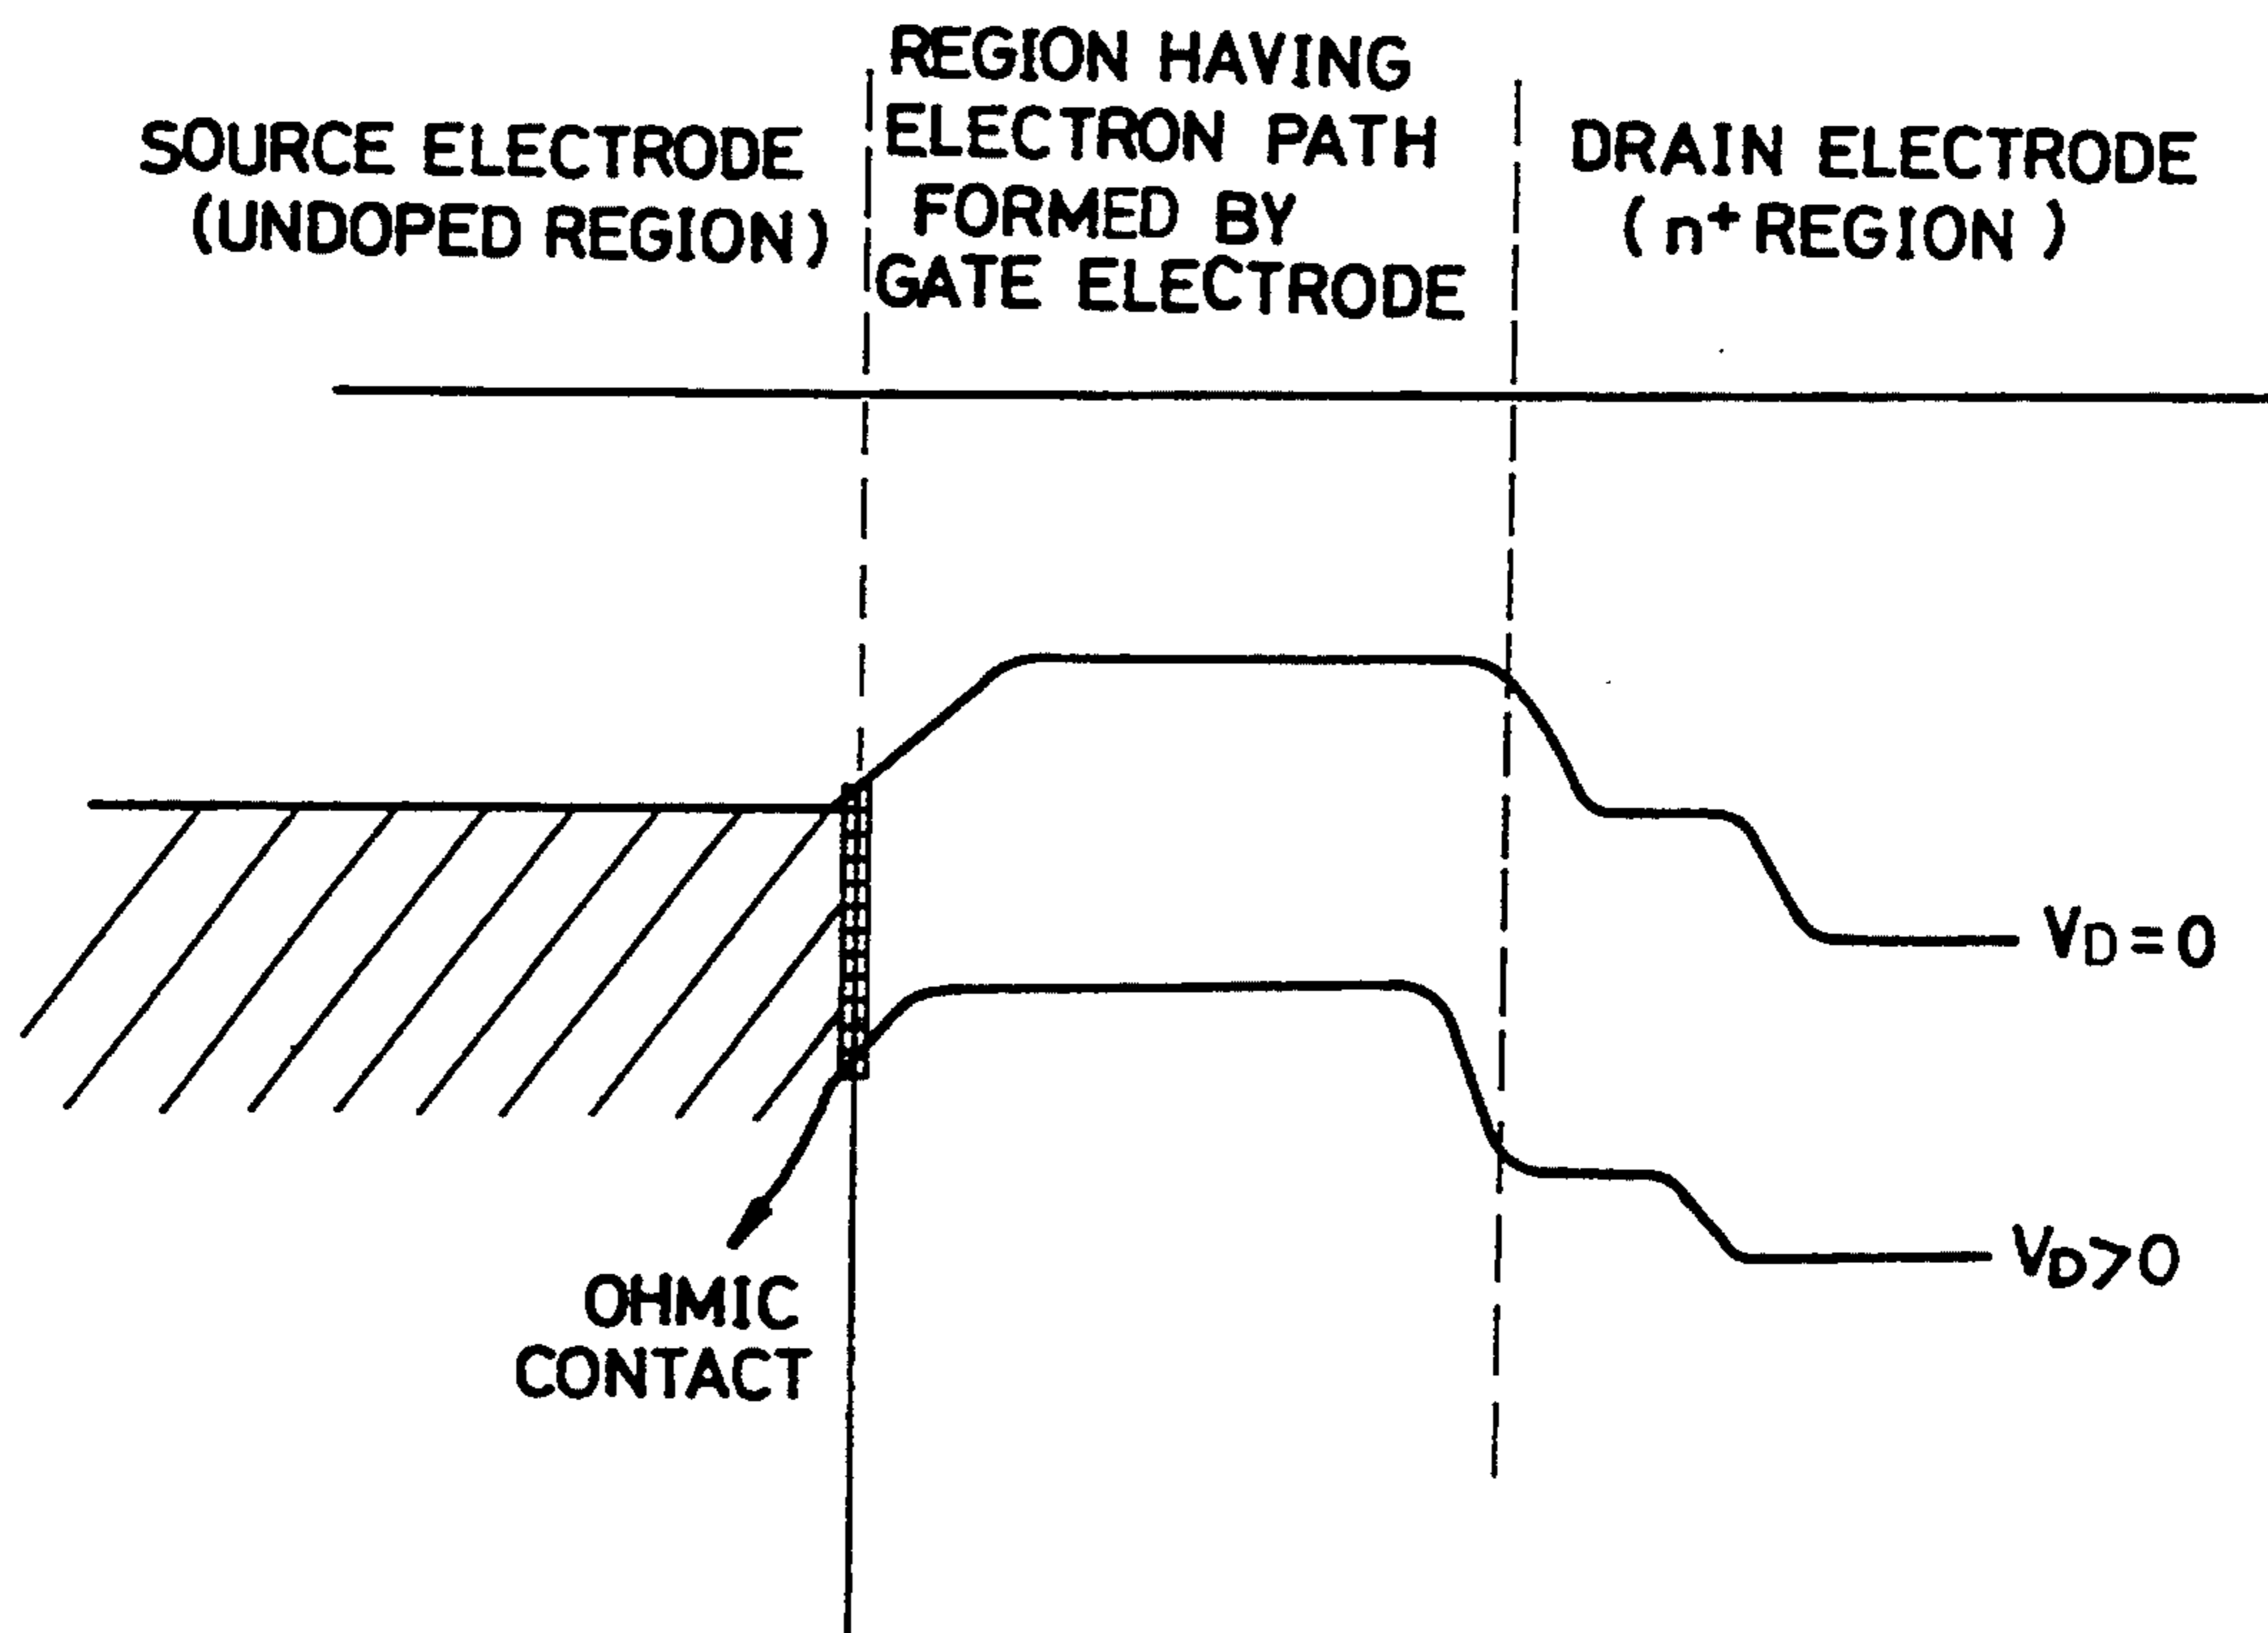 SOURCE ELECTRODE
(UNDOPED REGION)
REGION HAVING
ELECTRON PATH
FORMED BY
GATE ELECTRODE
DRAIN ELECTRODE
(n+ REGION)
VD=0
VD>0
OHMIC
CONTACT